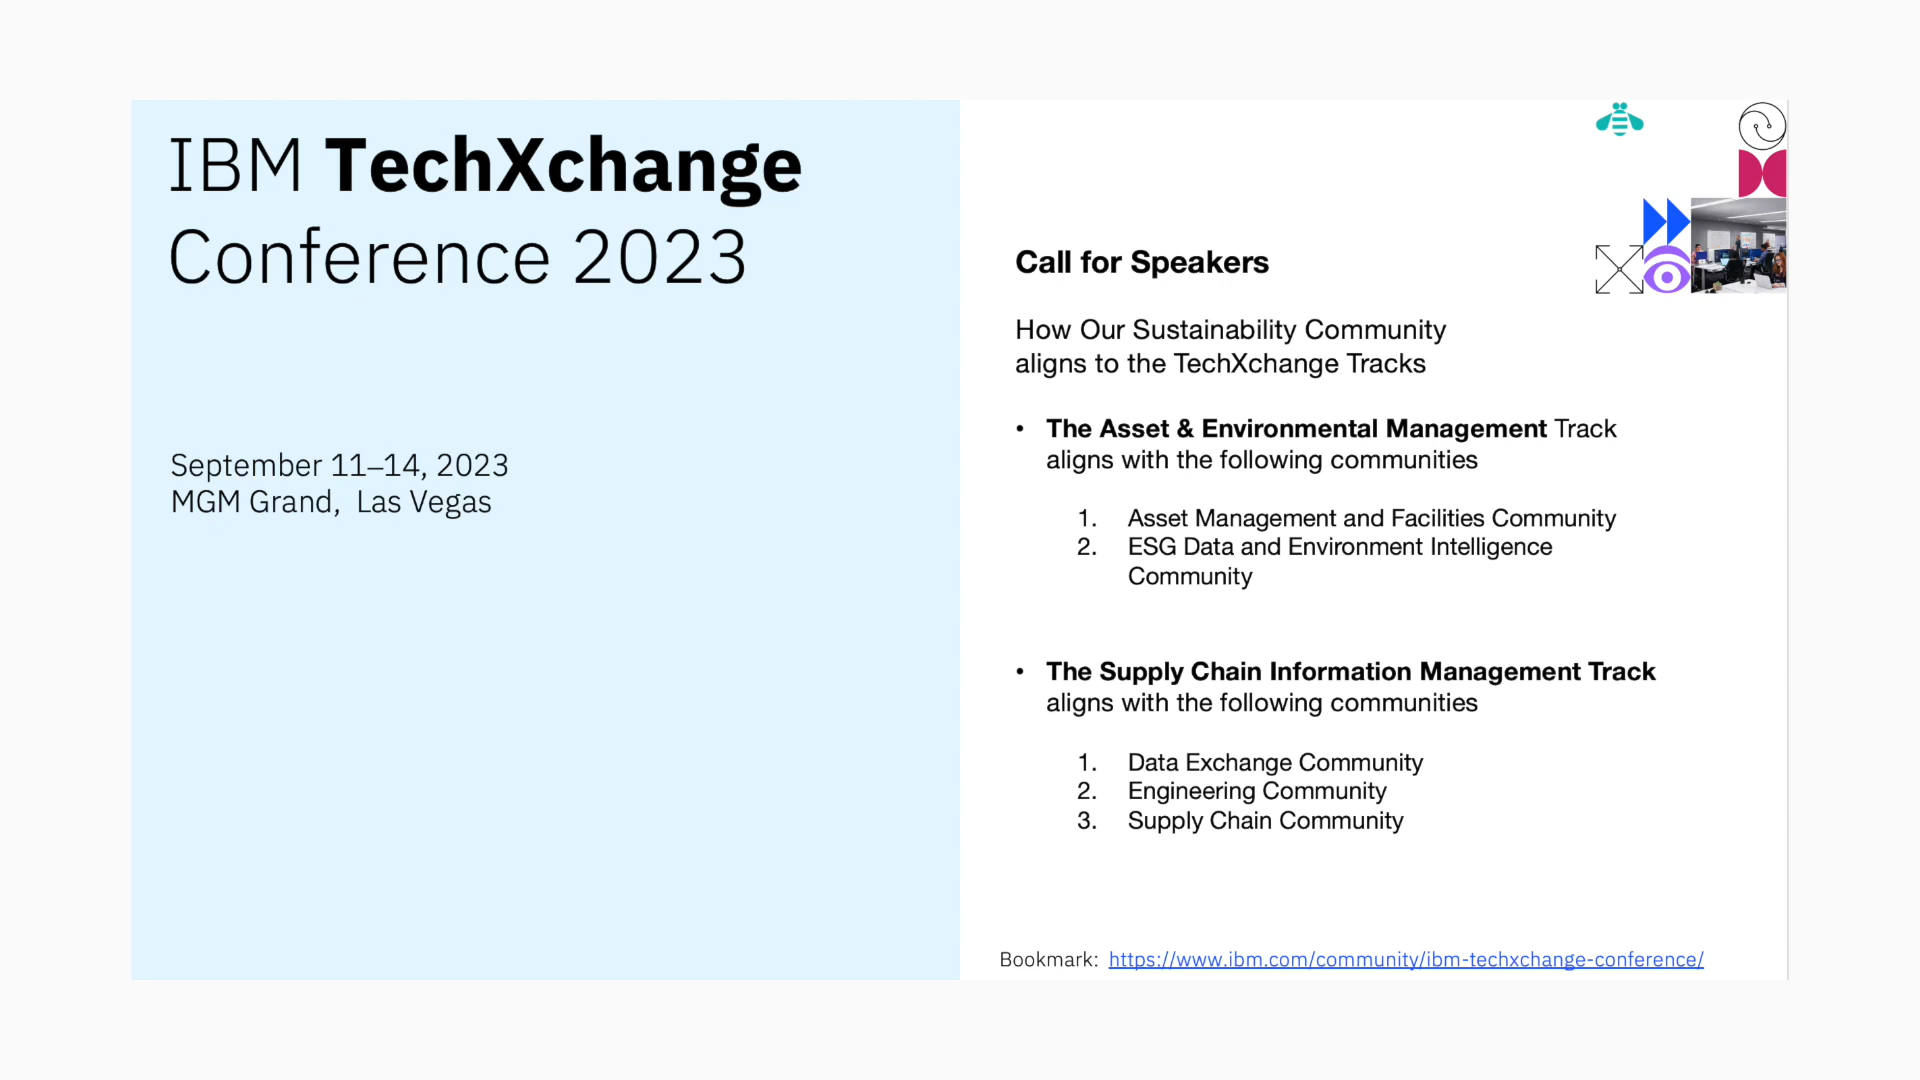 IBM TechXchange
Conference 2023
September 11–14, 2023
MGM Grand,  Las Vegas
Call for Speakers
How Our Sustainability Community
aligns to the TechXchange Tracks
• The Asset & Environmental Management Track
aligns with the following communities
1. Asset Management and Facilities Community
2. ESG Data and Environment Intelligence
Community
• The Supply Chain Information Management Track
aligns with the following communities
1. Data Exchange Community
2. Engineering Community
3. Supply Chain Community
Bookmark: https://www.ibm.com/community/ibm-techxchange-conference/